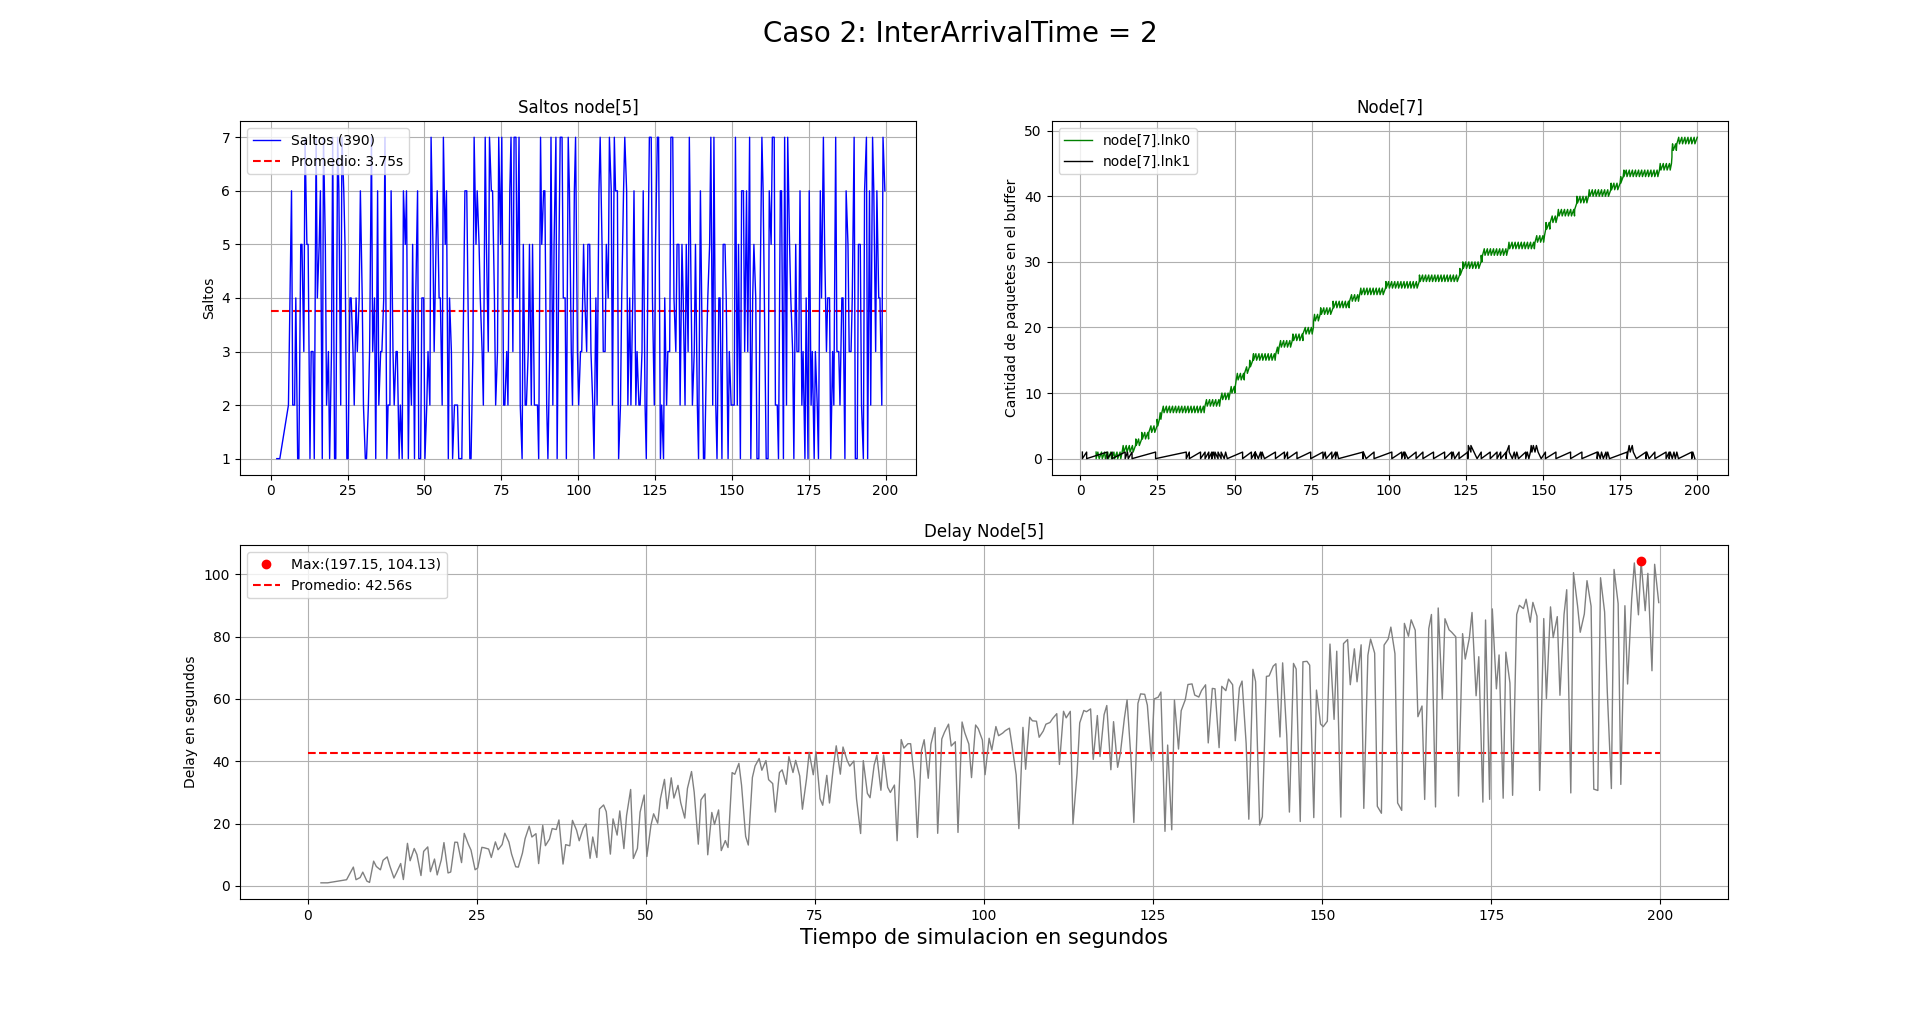 Caso 2: InterArrivalTime = 2
Saltos node[5]
Saltos (390)
Promedio: 3.75s
Saltos
7
6
5
4
3
2
1
0 25 50 75 100 125 150 175 200
Node[7]
node[7].lnk0
node[7].lnk1
Cantidad de paquetes en el buffer
50
40
30
20
10
0
0 25 50 75 100 125 150 175 200
Delay Node[5]
Max:(197.15, 104.13)
Promedio: 42.56s
Delay en segundos
100
80
60
40
20
0
0 25 50 75 100 125 150 175 200
Tiempo de simulacion en segundos